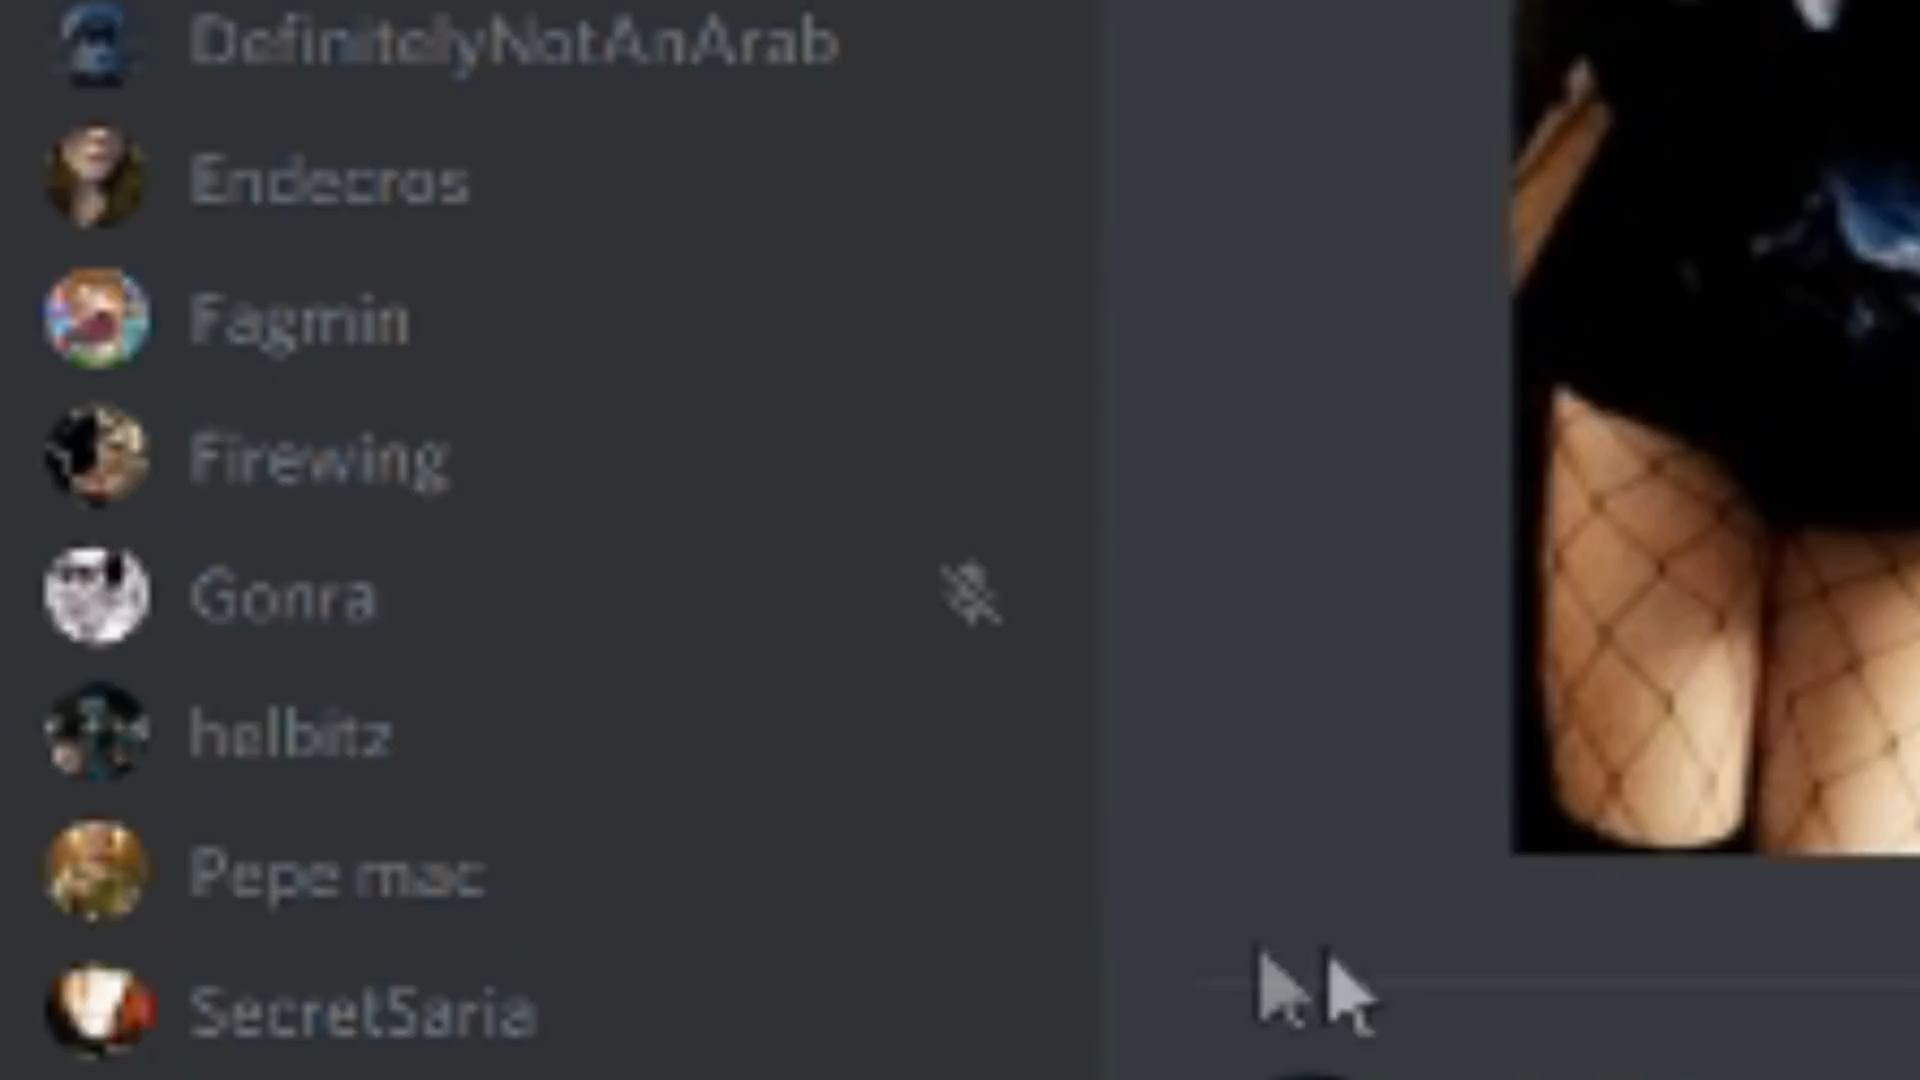 DefinitelyNotAnArab
Endecros
Fagmin
Firewing
Gonra
helbitz
Pepe mac
SecretSaria